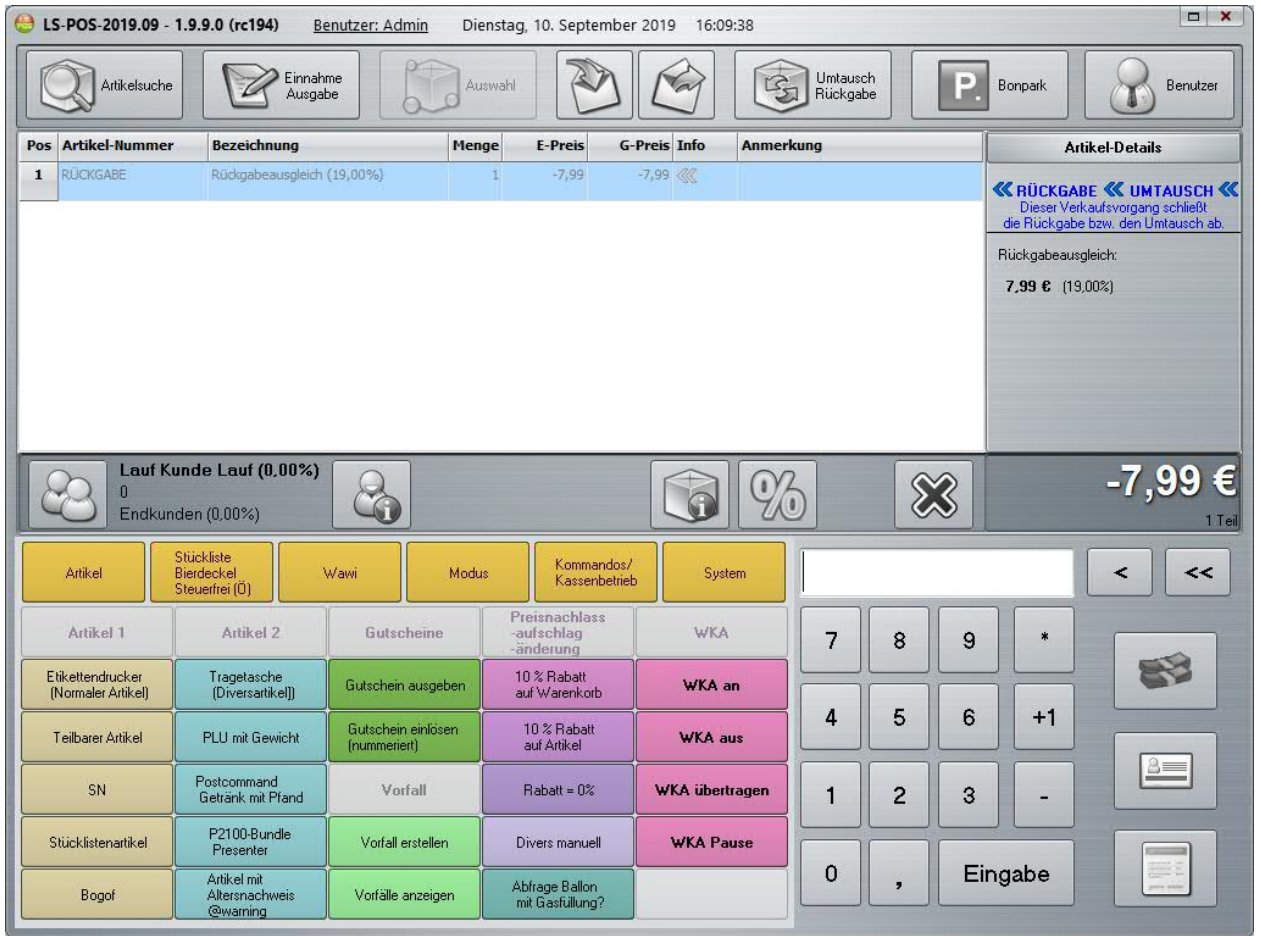 LS-POS-2019.09 - 1.9.9.0 (rc194) Benutzer: Admin Dienstag, 10. September 2019 16:09:38
Artikelsuche
Einnahme
Ausgabe
Auswahl
Umtausch
Rückgabe
P.
Bonpark
Benutzer
Pos Artikel-Nummer Bezeichnung Menge E-Preis G-Preis Info Anmerkung
1 RÜCKGABE Rückgabeausgleich (19,00%) 1 -7,99 -7,99
Artikel-Details
RÜCKGABE UMTAUSCH
Dieser Verkaufsvorgang schließt
die Rückgabe bzw. den Umtausch ab.
Rückgabeausgleich:
7,99 € (19,00%)
Lauf Kunde Lauf (0,00%)
0
Endkunden (0,00%)
%
-7,99 €
1 Teil
Artikel
Stückliste
Bierdeckel
Steuerfrei (Ö)
Wawi
Modus
Kommandos/
Kassenbetrieb
System
Artikel 1
Artikel 2
Gutscheine
Preisnachlass
-aufschlag
-änderung
WKA
Etikettendrucker
(Normaler Artikel)
Tragetasche
(Diversartikel])
Gutschein ausgeben
10 % Rabatt
auf Warenkorb
WKA an
Teilbarer Artikel
PLU mit Gewicht
Gutschein einlösen
(nummeriert)
10 % Rabatt
auf Artikel
WKA aus
SN
Postcommand
Getränk mit Pfand
Vorfall
Rabatt = 0%
WKA übertragen
Stücklistenartikel
P2100-Bundle
Presenter
Vorfall erstellen
Divers manuell
WKA Pause
Bogof
Artikel mit
Altersnachweis
@warning
Vorfälle anzeigen
Abfrage Ballon
mit Gasfüllung?
< <<
7 8 9 *
4 5 6 +1
1 2 3 -
0 , Eingabe